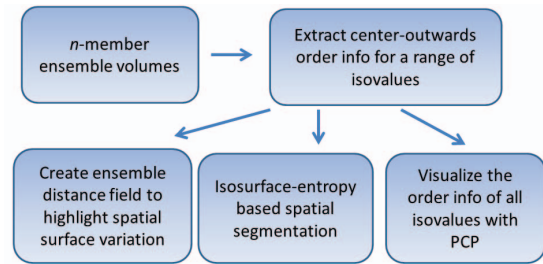 n-member
ensemble volumes
Extract center-outwards
order info for a range of
isovalues
Create ensemble
distance field to
highlight spatial
surface variation
Isosurface-entropy
based spatial
segmentation
Visualize the
order info of all
isovalues with
PCP